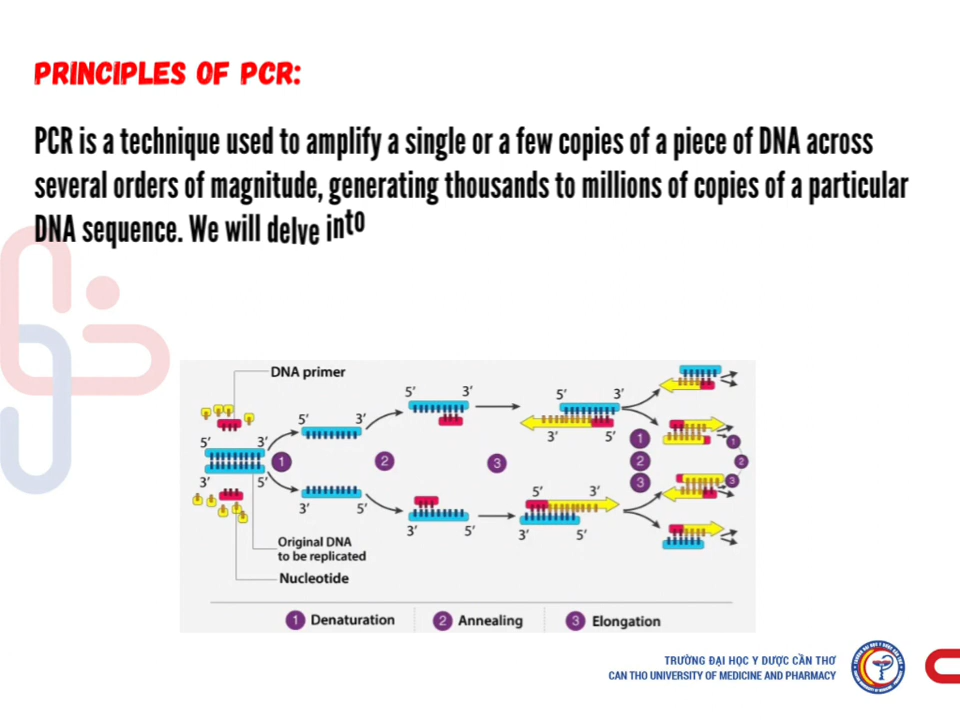 PRINCIPLES OF PCR:
PCR is a technique used to amplify a single or a few copies of a piece of DNA across
several orders of magnitude, generating thousands to millions of copies of a particular
DNA sequence. We will delve into
DNA primer
5′ 3′
5′ 3′
5′ 3′
5′ 3′
3′ 5′
1
2
3
1
2
3
1
2
3
3′ 5′
3′ 5′
3′ 5′
5′ 3′
3′ 5′
Original DNA
to be replicated
Nucleotide
1 Denaturation
2 Annealing
3 Elongation
TRƯỜNG ĐẠI HỌC Y DƯỢC CẦN THƠ
CAN THO UNIVERSITY OF MEDICINE AND PHARMACY